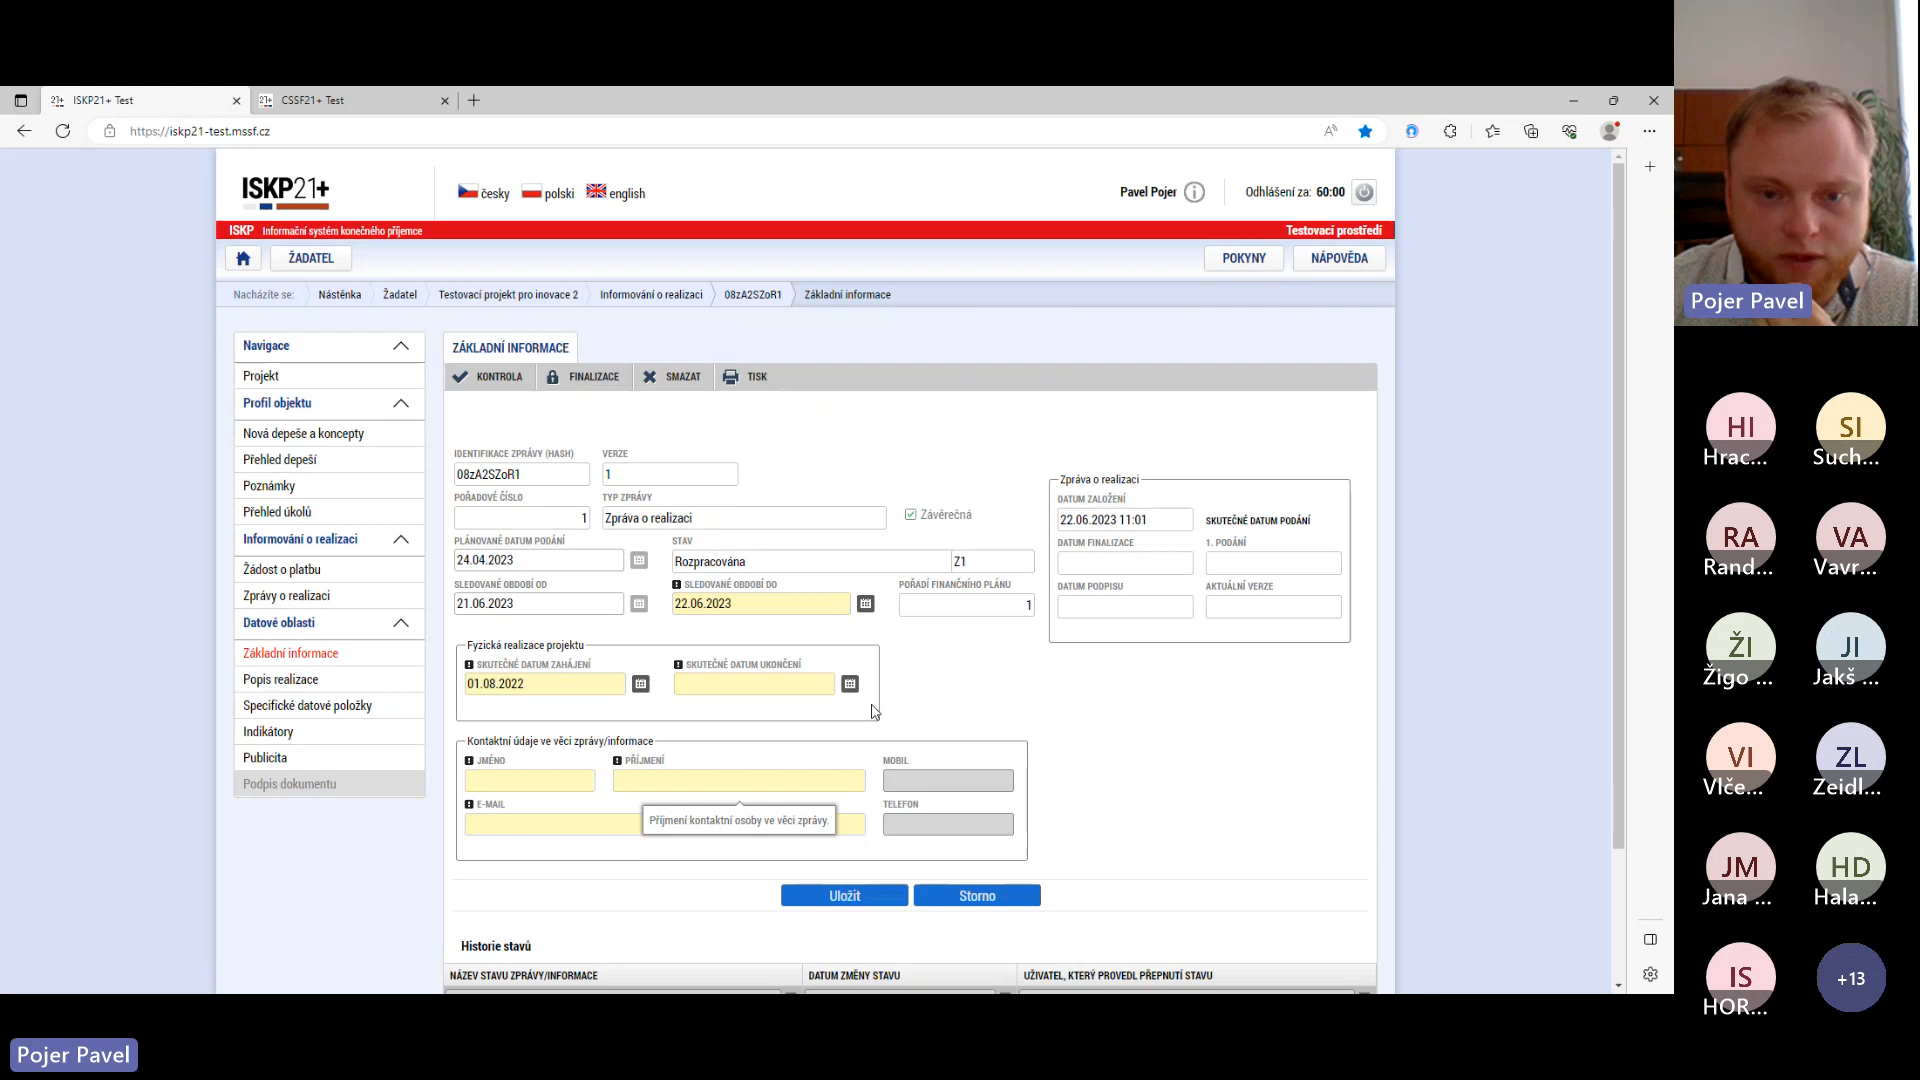 ISKP21+ Test
CSSF21+ Test
https://iskp21-test.mssf.cz
ISKP21+
česky
polski
english
Pavel Pojer
Odhlášení za: 60:00
ISKP Informační systém konečného příjemce
Testovací prostředí
ŽADATEL
POKYNY
NÁPOVĚDA
Nacházíte se: Nástěnka Žadatel Testovací projekt pro inovace 2 Informování o realizaci 08zA2SZoR1 Základní informace
Navigace
Projekt
Profil objektu
Nová depeše a koncepty
Přehled depeší
Poznámky
Přehled úkolů
Informování o realizaci
Žádost o platbu
Zprávy o realizaci
Datové oblasti
Základní informace
Popis realizace
Specifické datové položky
Indikátory
Publicita
Podpis dokumentu
ZÁKLADNÍ INFORMACE
KONTROLA FINALIZACE SMAZAT TISK
IDENTIFIKACE ZPRÁVY (HASH) VERZE
08zA2SZoR1 1
POŘADOVÉ ČÍSLO TYP ZPRÁVY
1 Zpráva o realizaci Závěrečná
PLÁNOVANÉ DATUM PODÁNÍ STAV
24.04.2023 Rozpracována Z1
SLEDOVANÉ OBDOBÍ OD SLEDOVANÉ OBDOBÍ DO POŘADÍ FINANČNÍHO PLÁNU
21.06.2023 22.06.2023 1
Zpráva o realizaci
DATUM ZALOŽENÍ
22.06.2023 11:01 SKUTEČNÉ DATUM PODÁNÍ
DATUM FINALIZACE 1. PODÁNÍ
DATUM PODPISU AKTUÁLNÍ VERZE
Fyzická realizace projektu
SKUTEČNÉ DATUM ZAHÁJENÍ SKUTEČNÉ DATUM UKONČENÍ
01.08.2022
Kontaktní údaje ve věci zprávy/informace
JMÉNO PŘÍJMENÍ MOBIL
E-MAIL TELEFON
Příjmení kontaktní osoby ve věci zprávy.
Uložit Storno
Historie stavů
NÁZEV STAVU ZPRÁVY/INFORMACE DATUM ZMĚNY STAVU UŽIVATEL, KTERÝ PROVEDL PŘEPNUTÍ STAVU
Pojer Pavel
HI SI
Hrac... Such...
RA VA
Rand... Vavr...
ŽI JI
Žigo ... Jakš ...
VI ZL
Vlče... Zeidl...
JM HD
Jana ... Hala...
IS +13
HOR...
Pojer Pavel